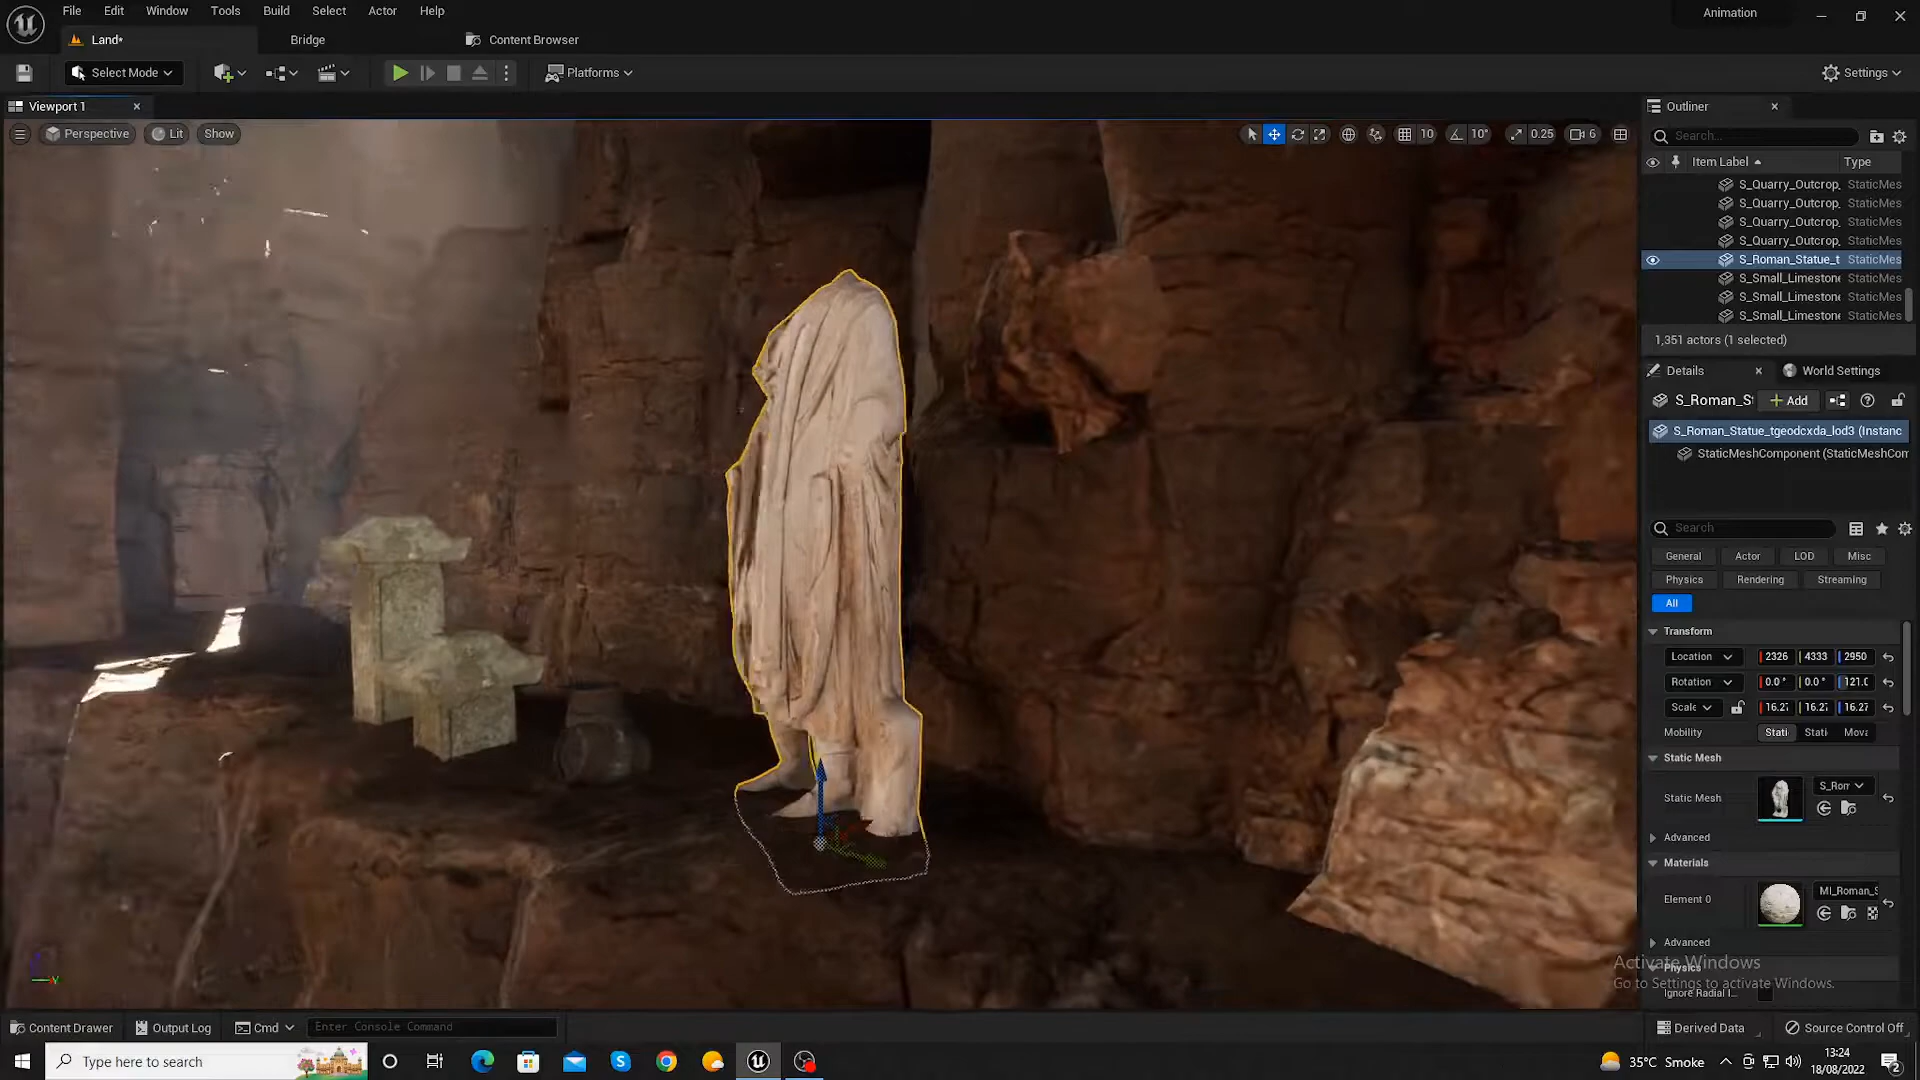 File Edit Window Tools Build Select Actor Help
Animation
Land•
Bridge
Content Browser
Select Mode
Platforms
Settings
Viewport 1
Perspective
Lit
Show
10
10°
0.25
6
Outliner
Search...
Item Label
Type
S_Quarry_Outcrop_ StaticMes
S_Quarry_Outcrop_ StaticMes
S_Quarry_Outcrop_ StaticMes
S_Quarry_Outcrop_ StaticMes
S_Roman_Statue_t StaticMes
S_Small_Limestone StaticMes
S_Small_Limestone StaticMes
S_Small_Limestone StaticMes
1,351 actors (1 selected)
Details
World Settings
S_Roman_S
Add
S_Roman_Statue_tgeodcxda_lod3 (Instanc
StaticMeshComponent (StaticMeshCom
Search
General Actor LOD Misc
Physics Rendering Streaming
All
Transform
Location 2326 4333 2950
Rotation 0.0° 0.0° 121.0
Scale 16.27 16.27 16.27
Mobility Stati Stati Mova
Static Mesh
Static Mesh S_Rom
Advanced
Materials
Element 0 MI_Roman_S
Advanced
Physics
Ignore Radial I...
Activate Windows
Go to Settings to activate Windows.
Content Drawer
Output Log
Cmd
Enter Console Command
Derived Data
Source Control Off
Type here to search
35°C Smoke
13:24
18/08/2022
2